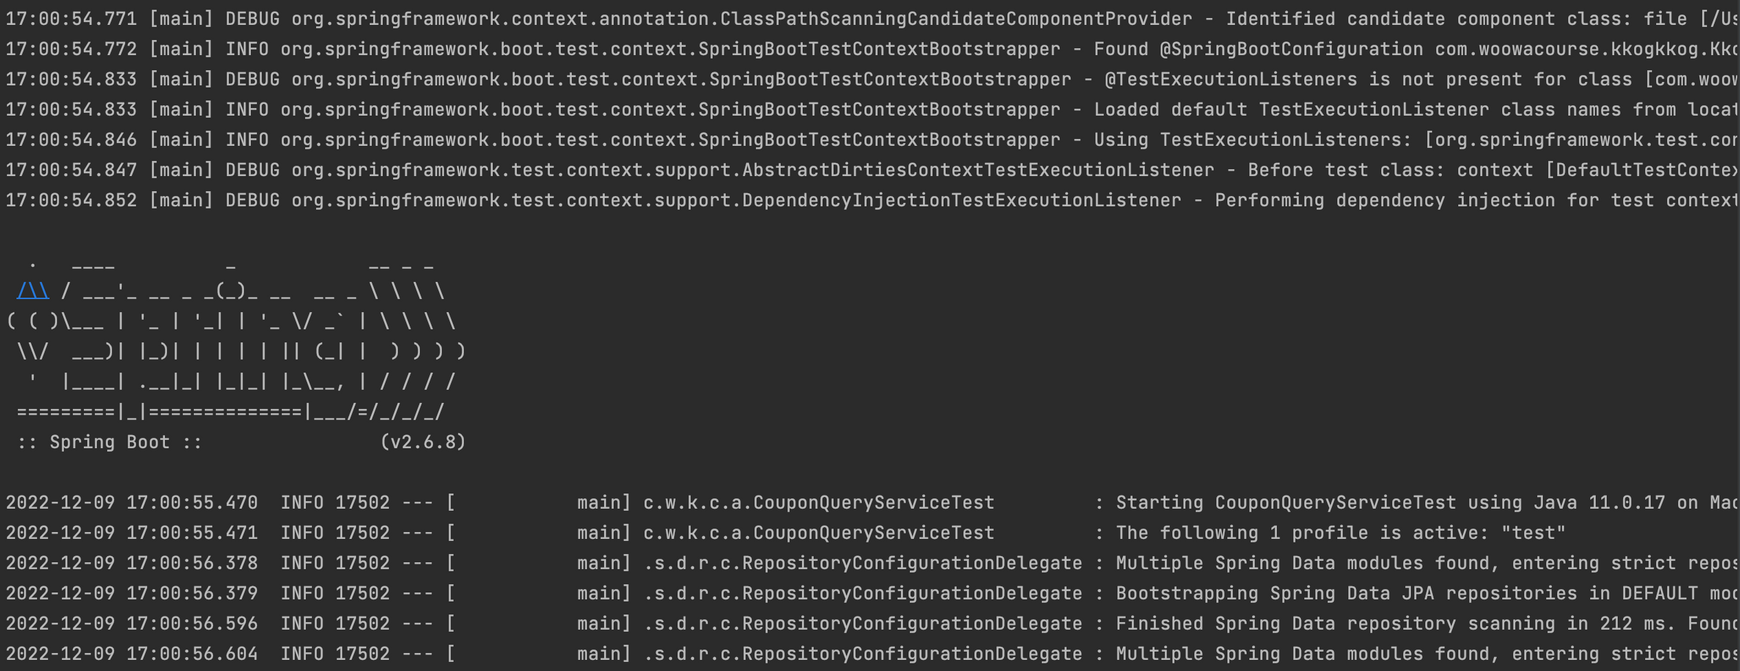 17:00:54.771 [main] DEBUG org.springframework.context.annotation.ClassPathScanningCandidateComponentProvider - Identified candidate component class: file [/Us
17:00:54.772 [main] INFO org.springframework.boot.test.context.SpringBootTestContextBootstrapper - Found @SpringBootConfiguration com.woowacourse.kkogkkog.Kko
17:00:54.833 [main] DEBUG org.springframework.boot.test.context.SpringBootTestContextBootstrapper - @TestExecutionListeners is not present for class [com.woow
17:00:54.833 [main] INFO org.springframework.boot.test.context.SpringBootTestContextBootstrapper - Loaded default TestExecutionListener class names from locat
17:00:54.846 [main] INFO org.springframework.boot.test.context.SpringBootTestContextBootstrapper - Using TestExecutionListeners: [org.springframework.test.con
17:00:54.847 [main] DEBUG org.springframework.test.context.support.AbstractDirtiesContextTestExecutionListener - Before test class: context [DefaultTestContex
17:00:54.852 [main] DEBUG org.springframework.test.context.support.DependencyInjectionTestExecutionListener - Performing dependency injection for test context
  .   ____          _            __ _ _
 /\\ / ___'_ __ _ _(_)_ __  __ _ \ \ \ \
( ( )\___ | '_ | '_| | '_ \/ _` | \ \ \ \
 \\/  ___)| |_)| | | | | || (_| |  ) ) ) )
  '  |____| .__|_| |_|_| |_\__, | / / / /
 =========|_|==============|___/=/_/_/_/
 :: Spring Boot ::                (v2.6.8)
2022-12-09 17:00:55.470  INFO 17502 --- [           main] c.w.k.c.a.CouponQueryServiceTest         : Starting CouponQueryServiceTest using Java 11.0.17 on Mac
2022-12-09 17:00:55.471  INFO 17502 --- [           main] c.w.k.c.a.CouponQueryServiceTest         : The following 1 profile is active: "test"
2022-12-09 17:00:56.378  INFO 17502 --- [           main] .s.d.r.c.RepositoryConfigurationDelegate : Multiple Spring Data modules found, entering strict repos
2022-12-09 17:00:56.379  INFO 17502 --- [           main] .s.d.r.c.RepositoryConfigurationDelegate : Bootstrapping Spring Data JPA repositories in DEFAULT mod
2022-12-09 17:00:56.596  INFO 17502 --- [           main] .s.d.r.c.RepositoryConfigurationDelegate : Finished Spring Data repository scanning in 212 ms. Found
2022-12-09 17:00:56.604  INFO 17502 --- [           main] .s.d.r.c.RepositoryConfigurationDelegate : Multiple Spring Data modules found, entering strict repos